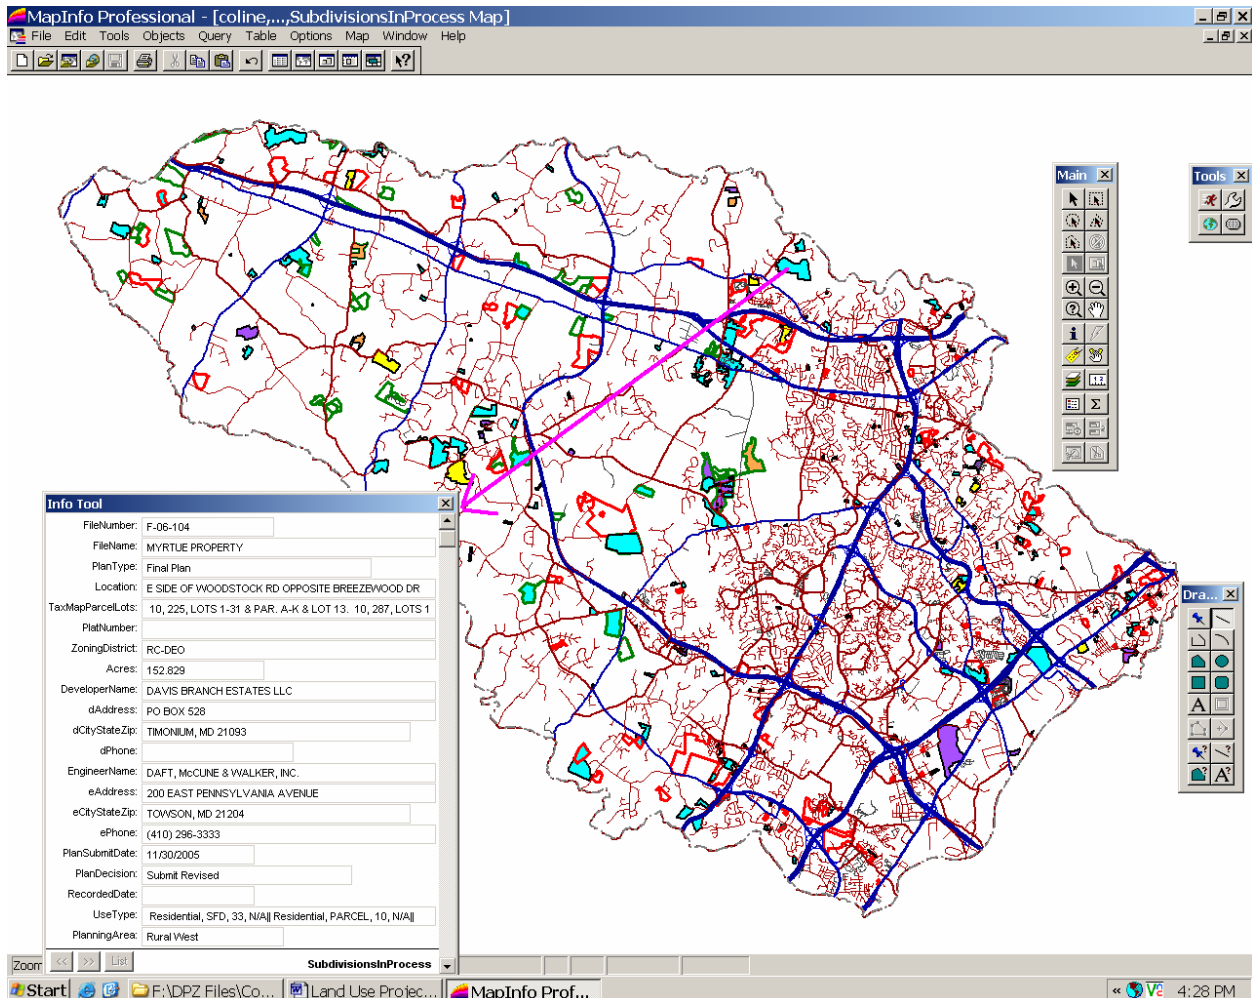 MapInfo Professional - [coline,...,SubdivisionsInProcess Map]
File Edit Tools Objects Query Table Options Map Window Help
Main
Tools
Info Tool
FileNumber: F-06-104
FileName: MYRTUE PROPERTY
PlanType: Final Plan
Location: E SIDE OF WOODSTOCK RD OPPOSITE BREEZEWOOD DR
TaxMapParcelLots: 10, 225, LOTS 1-31 & PAR. A-K & LOT 13. 10, 287, LOTS 1
PlatNumber:
ZoningDistrict: RC-DEO
Acres: 152.829
DeveloperName: DAVIS BRANCH ESTATES LLC
dAddress: PO BOX 528
dCityStateZip: TIMONIUM, MD 21093
dPhone:
EngineerName: DAFT, McCUNE & WALKER, INC.
eAddress: 200 EAST PENNSYLVANIA AVENUE
eCityStateZip: TOWSON, MD 21204
ePhone: (410) 296-3333
PlanSubmitDate: 11/30/2005
PlanDecision: Submit Revised
RecordedDate:
UseType: Residential, SFD, 33, N/A|| Residential, PARCEL, 10, N/A||
PlanningArea: Rural West
<< >> List SubdivisionsInProcess
Dra...
Zoom
Start F:\DPZ Files\Co... Land Use Projec... MapInfo Prof... « 4:28 PM